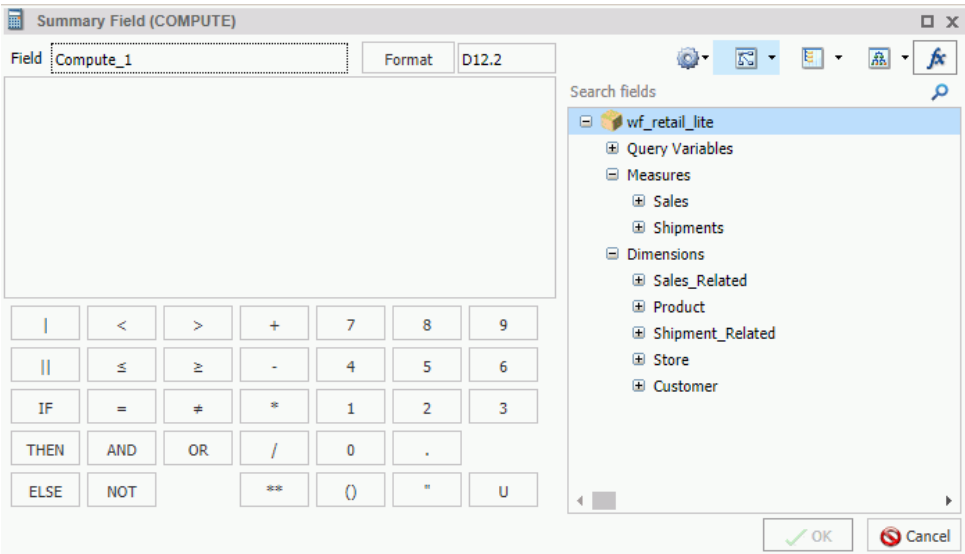 Summary Field (COMPUTE)
Field Compute_1 Format D12.2
Search fields
wf_retail_lite
Query Variables
Measures
Sales
Shipments
Dimensions
Sales_Related
Product
Shipment_Related
Store
Customer
| < > + 7 8 9
|| ≤ ≥ - 4 5 6
IF = ≠ * 1 2 3
THEN AND OR / 0 .
ELSE NOT ** () " U
OK Cancel